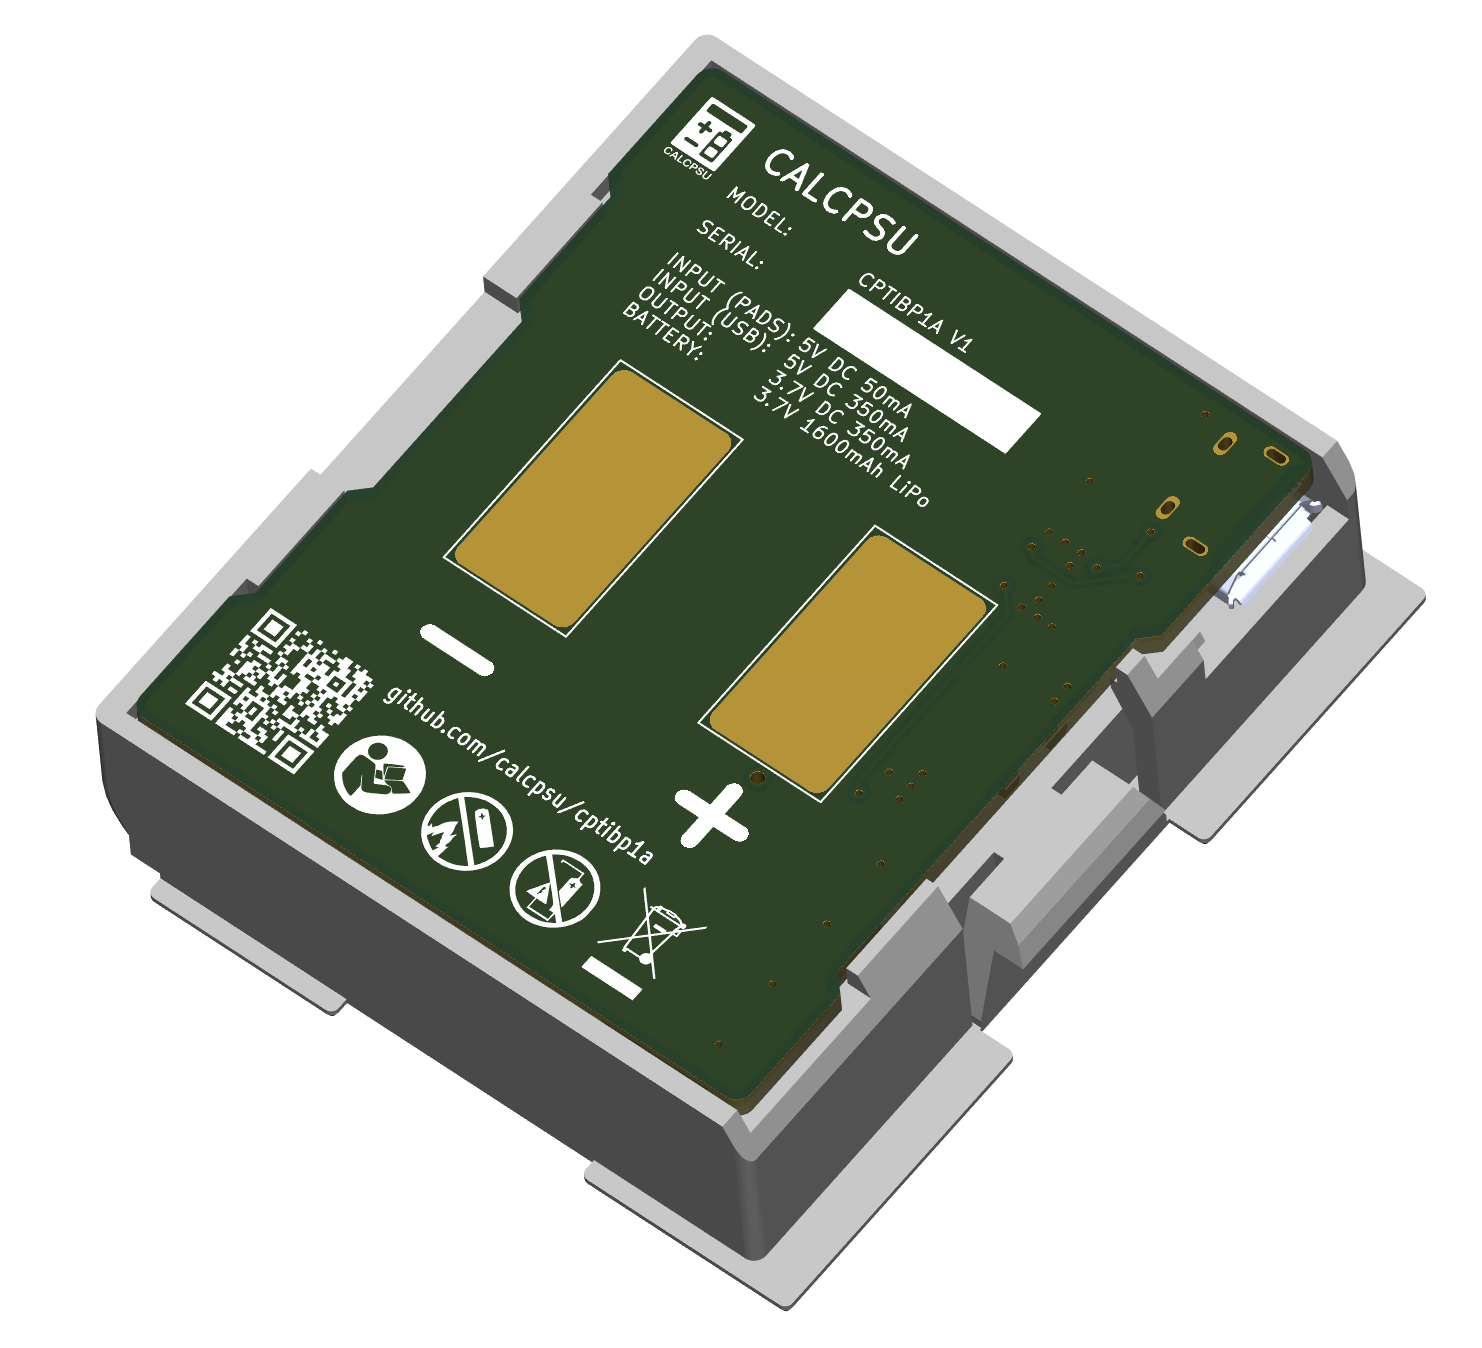 CALCPSU
CALCPSU
MODEL: CPTIBP1A V1
SERIAL:
INPUT (PADS): 5V DC 50mA
INPUT (USB): 5V DC 350mA
OUTPUT: 3.7V DC 350mA
BATTERY: 3.7V 1600mAh LiPo
github.com/calcpsu/cptibp1a